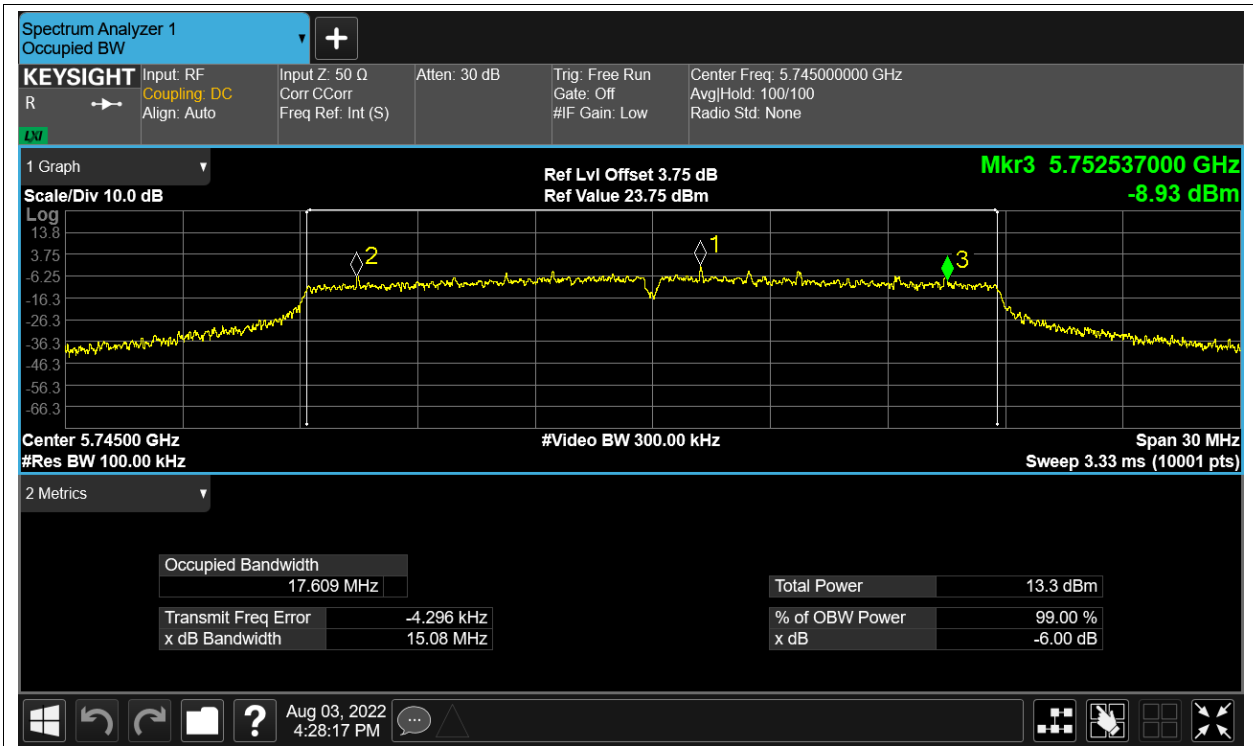 Spectrum Analyzer 1
Occupied BW
KEYSIGHT
R
LXI
Input: RF
Coupling: DC
Align: Auto
Input Z: 50 Ω
Corr CCorr
Freq Ref: Int (S)
Atten: 30 dB
Trig: Free Run
Gate: Off
#IF Gain: Low
Center Freq: 5.745000000 GHz
Avg|Hold: 100/100
Radio Std: None
1 Graph
Scale/Div 10.0 dB
Ref Lvl Offset 3.75 dB
Ref Value 23.75 dBm
Mkr3 5.752537000 GHz
-8.93 dBm
Log
13.8
3.75
-6.25
-16.3
-26.3
-36.3
-46.3
-56.3
-66.3
2
1
3
Center 5.74500 GHz
#Res BW 100.00 kHz
#Video BW 300.00 kHz
Span 30 MHz
Sweep 3.33 ms (10001 pts)
2 Metrics
Occupied Bandwidth
17.609 MHz
Transmit Freq Error -4.296 kHz
x dB Bandwidth 15.08 MHz
Total Power 13.3 dBm
% of OBW Power 99.00 %
x dB -6.00 dB
?
Aug 03, 2022
4:28:17 PM